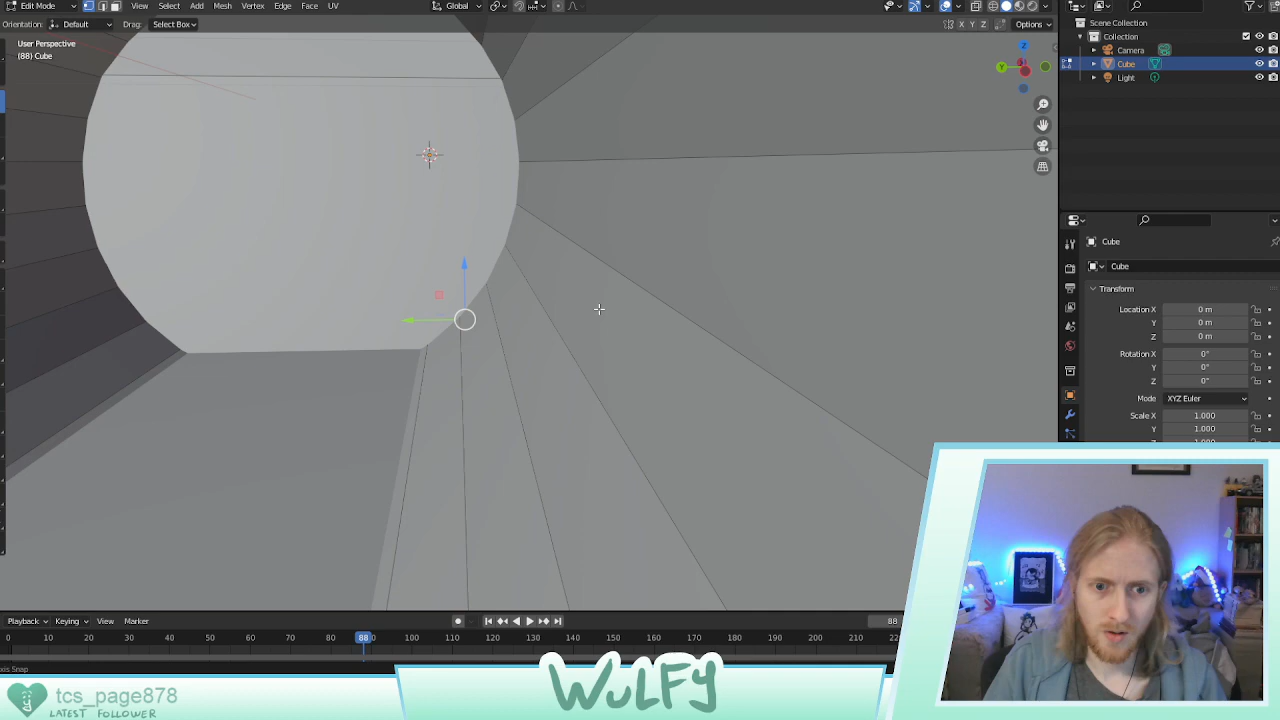 Edit Mode View Select Add Mesh Vertex Edge Face UV Global
Orientation: Default Drag: Select Box X Y Z Options
User Perspective
(88) Cube
Z
Y
Scene Collection
Collection
Camera
Cube
Light
Cube
Cube
Transform
Location X 0 m
Y 0 m
Z 0 m
Rotation X 0°
Y 0°
Z 0°
Mode XYZ Euler
Scale X 1.000
Y 1.000
Playback Keying View Marker 88
0 10 20 30 40 50 60 70 80 88 100 110 120 130 140 150 160 170 180 190 200 210 22
xis Snap
tcs_page878
LATEST FOLLOWER
WULFY